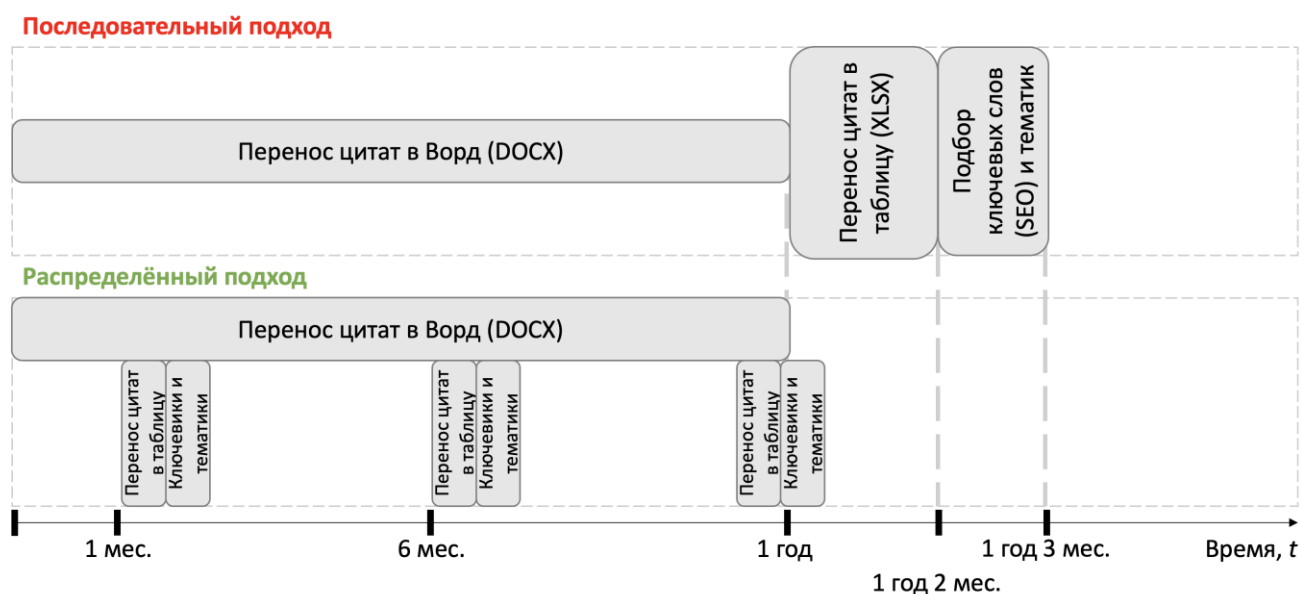 Последовательный подход
Перенос цитат в Ворд (DOCX)
Перенос цитат в
таблицу (XLSX)
Подбор
ключевых слов
(SEO) и тематик
Распределённый подход
Перенос цитат в Ворд (DOCX)
Перенос цитат
в таблицу
Ключевики и
тематики
Перенос цитат
в таблицу
Ключевики и
тематики
Перенос цитат
в таблицу
Ключевики и
тематики
1 мес.
6 мес.
1 год
1 год 2 мес.
1 год 3 мес.
Время, t